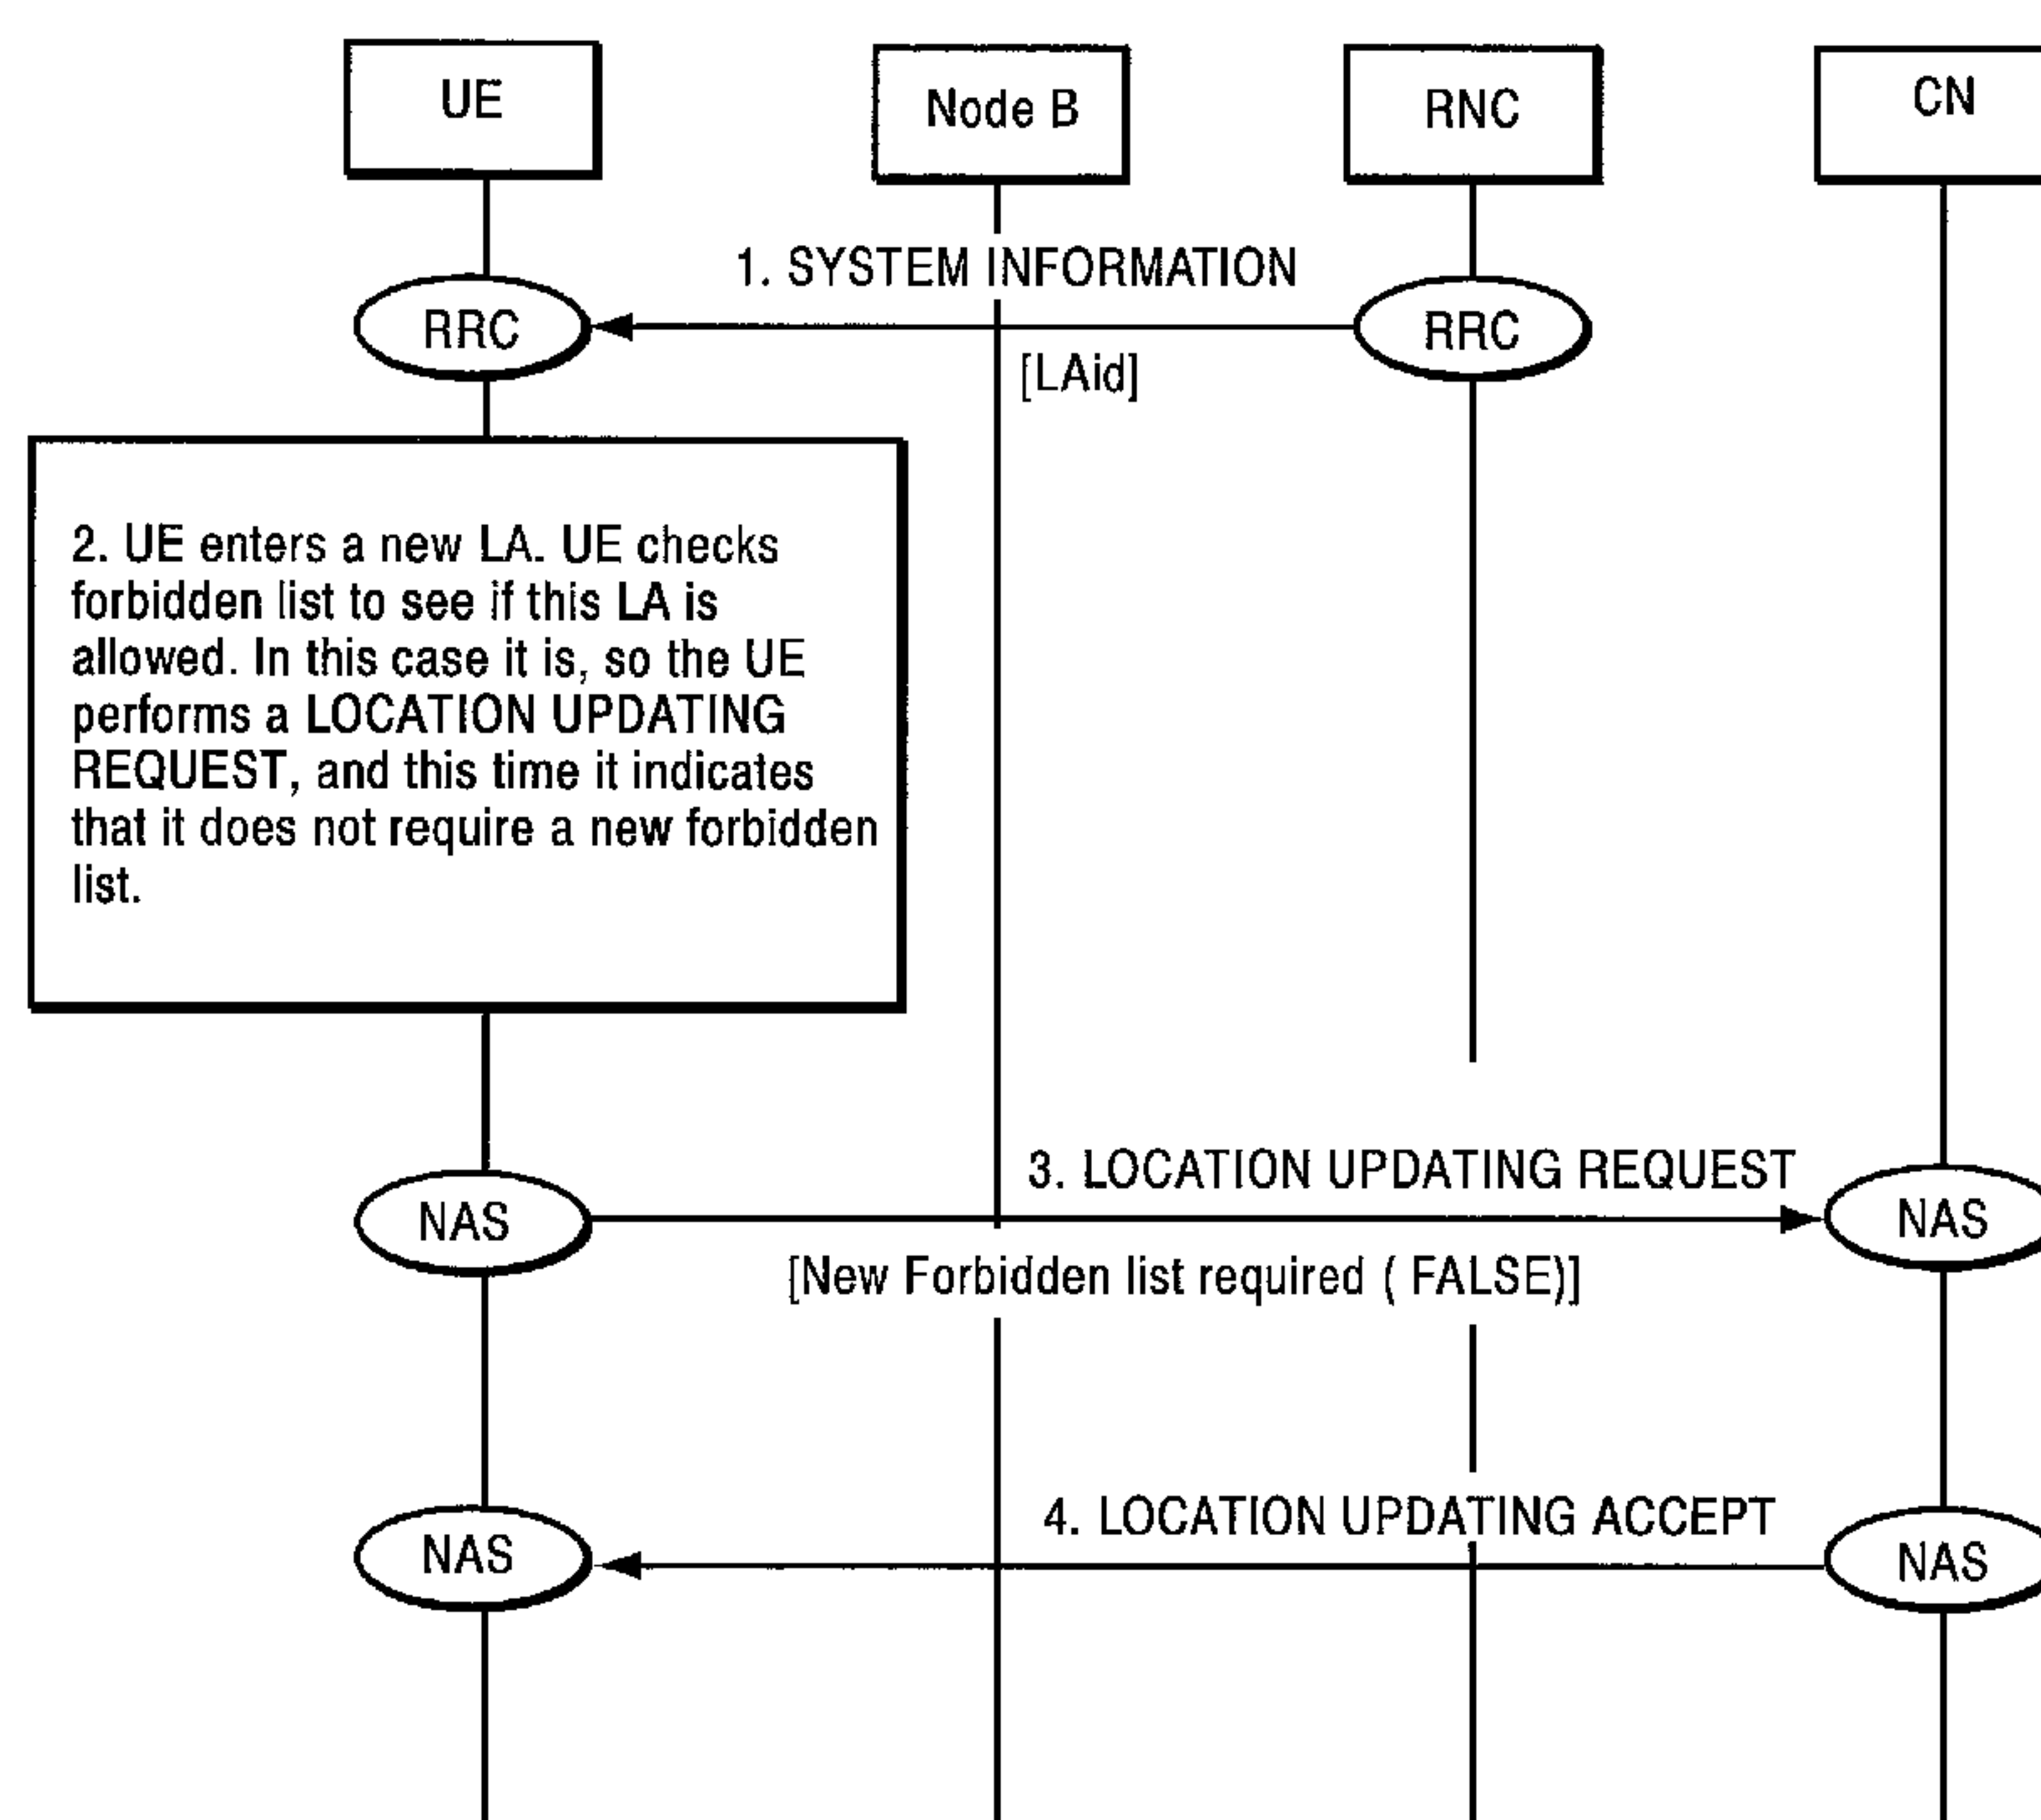 UE
Node B
RNC
CN
1. SYSTEM INFORMATION
RRC
RRC
[LAid]
2. UE enters a new LA. UE checks
forbidden list to see if this LA is
allowed. In this case it is, so the UE
performs a LOCATION UPDATING
REQUEST, and this time it indicates
that it does not require a new forbidden
list.
3. LOCATION UPDATING REQUEST
NAS
NAS
[New Forbidden list required ( FALSE)]
4. LOCATION UPDATING ACCEPT
NAS
NAS